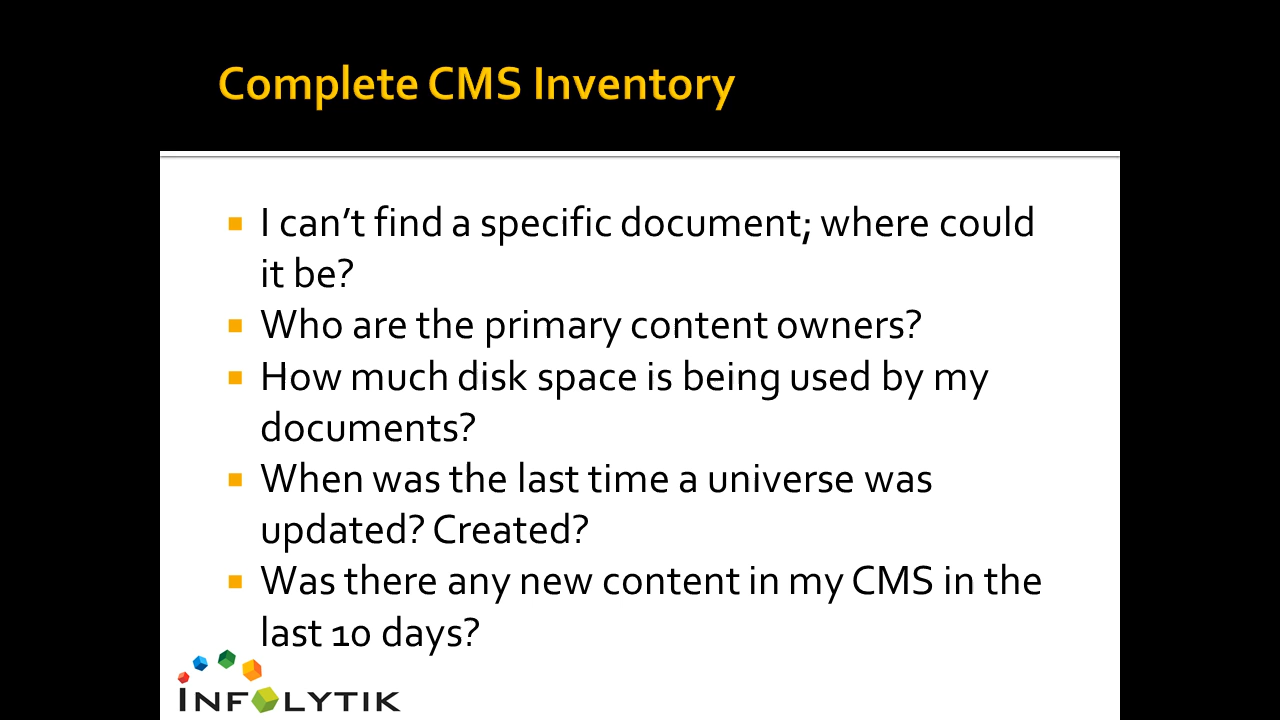 Complete CMS Inventory
I can't find a specific document; where could
it be?
Who are the primary content owners?
How much disk space is being used by my
documents?
When was the last time a universe was
updated? Created?
Was there any new content in my CMS in the
last 10 days?
INFOLYTIK